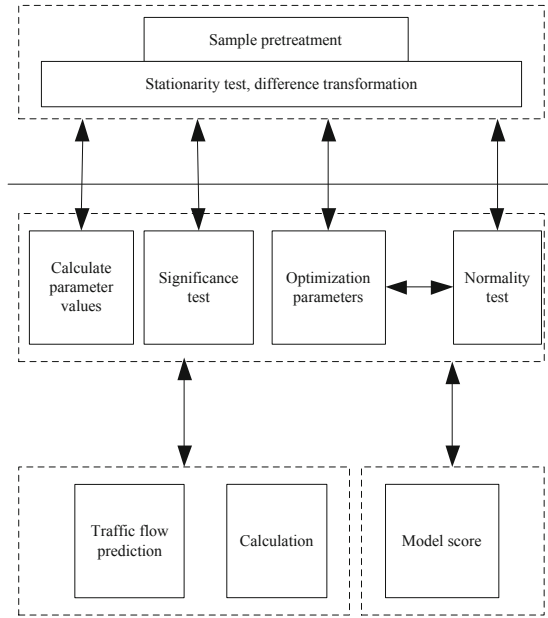 Sample pretreatment
Stationarity test, difference transformation
Calculate
parameter
values
Significance
test
Optimization
parameters
Normality
test
Traffic flow
prediction
Calculation
Model score